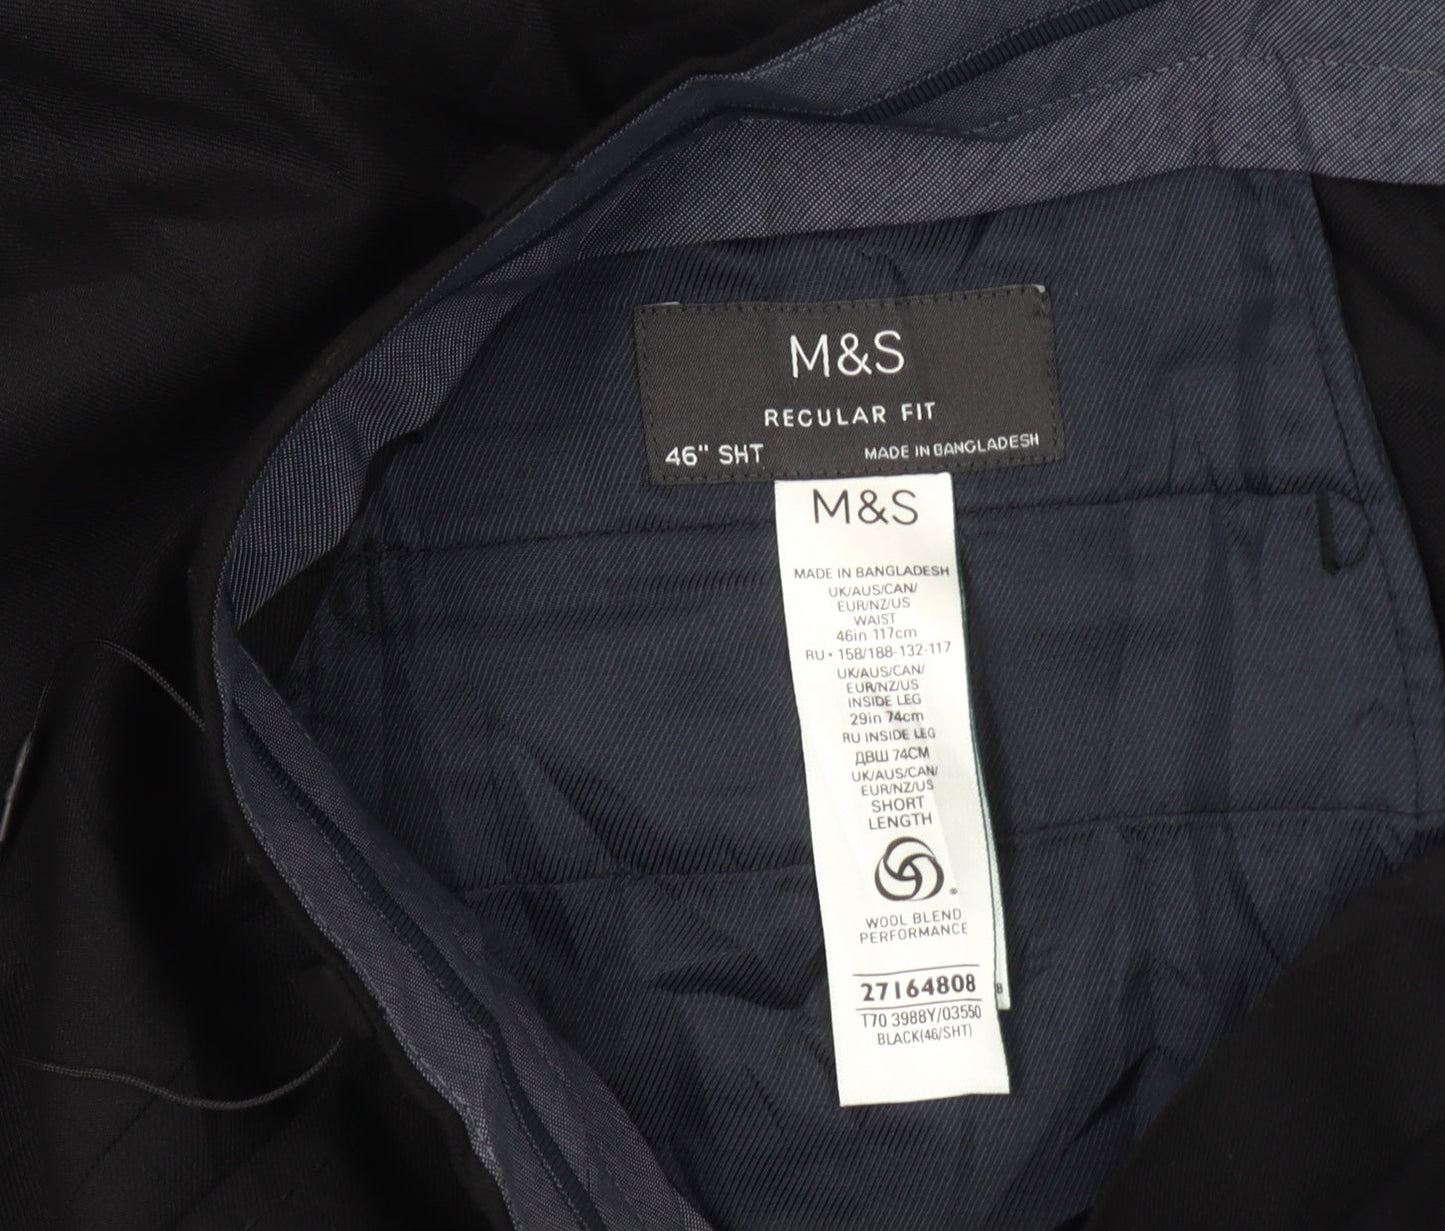 M&S
REGULAR FIT
46" SHT MADE IN BANGLADESH
M&S
MADE IN BANGLADESH
UK/AUS/CAN/
EUR/NZ/US
WAIST
46in 117cm
RU • 158/188-132-117
UK/AUS/CAN/
EUR/NZ/US
INSIDE LEG
29in 74cm
RU INSIDE LEG
ДВШ 74СМ
UK/AUS/CAN/
EUR/NZ/US
SHORT
LENGTH
WOOL BLEND
PERFORMANCE
27164808
T70 3988Y/03550
BLACK(46/SHT)
8